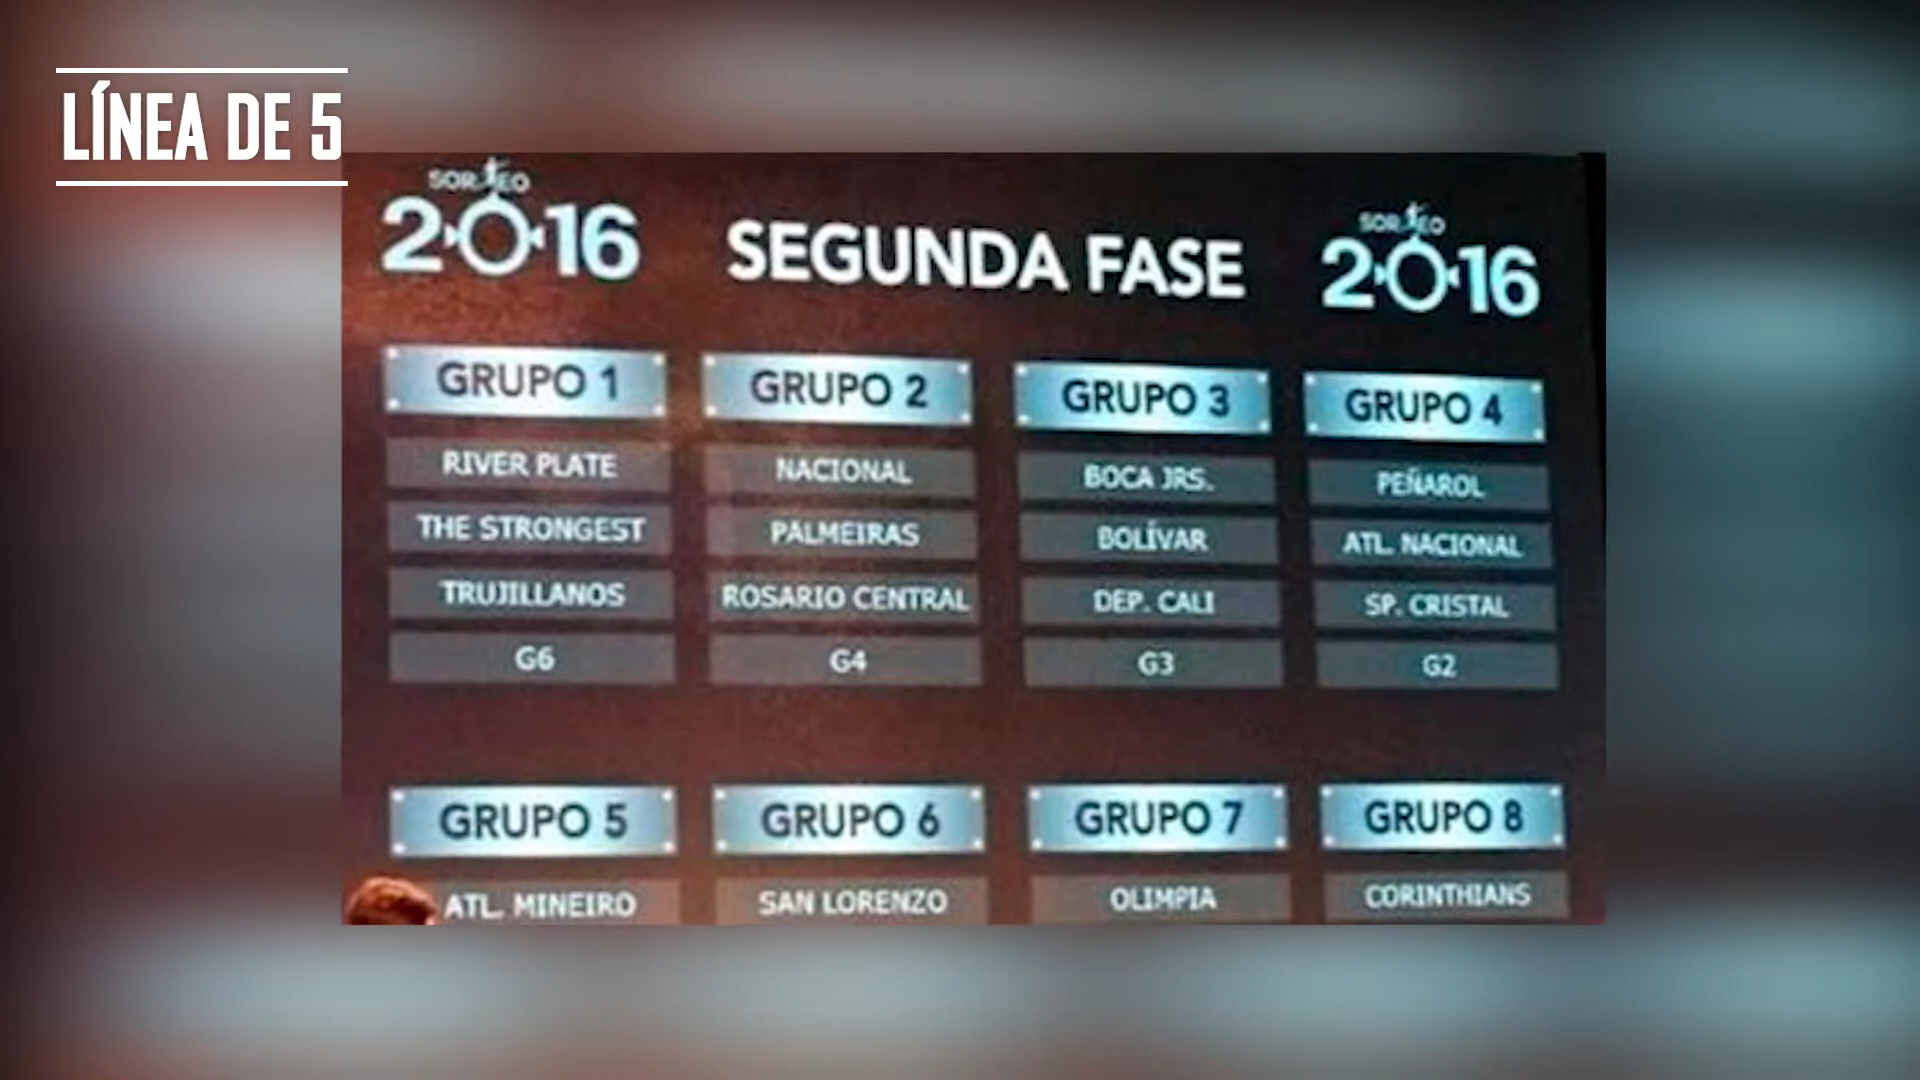 LÍNEA DE 5
SORTEO
2016
SEGUNDA FASE
SORTEO
2016
GRUPO 1
RIVER PLATE
THE STRONGEST
TRUJILLANOS
G6
GRUPO 2
NACIONAL
PALMEIRAS
ROSARIO CENTRAL
G4
GRUPO 3
BOCA JRS.
BOLÍVAR
DEP. CALI
G3
GRUPO 4
PEÑAROL
ATL. NACIONAL
SP. CRISTAL
G2
GRUPO 5
ATL. MINEIRO
GRUPO 6
SAN LORENZO
GRUPO 7
OLIMPIA
GRUPO 8
CORINTHIANS